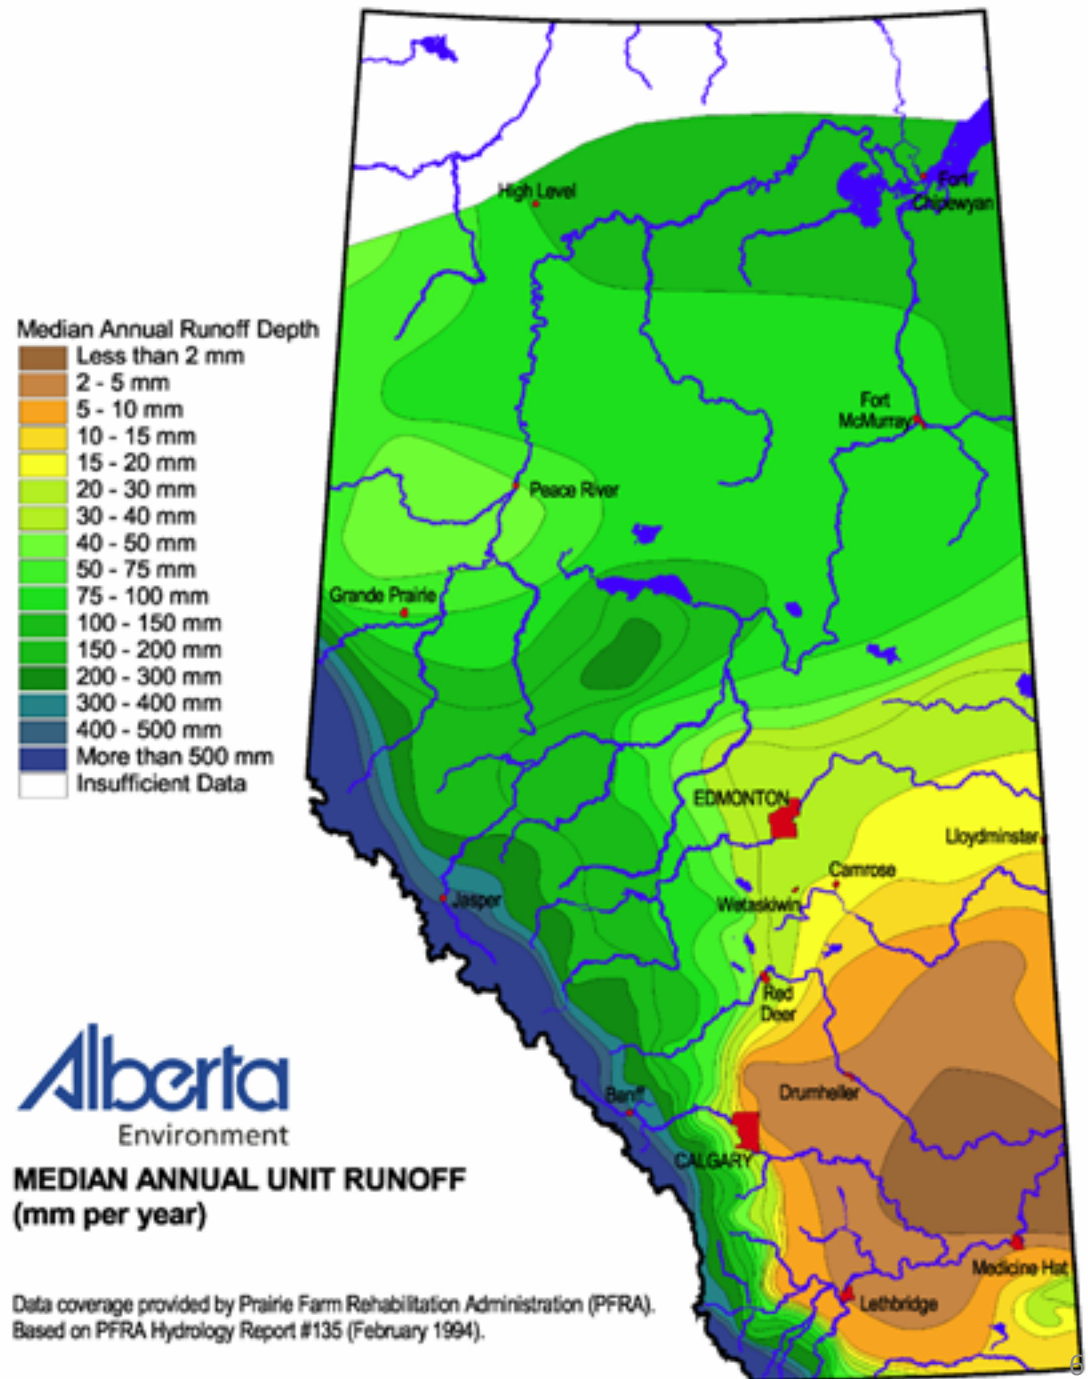 High Level
Fort
Chipewyan
Median Annual Runoff Depth
Less than 2 mm
2 - 5 mm
5 - 10 mm
10 - 15 mm
15 - 20 mm
20 - 30 mm
30 - 40 mm
40 - 50 mm
50 - 75 mm
75 - 100 mm
100 - 150 mm
150 - 200 mm
200 - 300 mm
300 - 400 mm
400 - 500 mm
More than 500 mm
Insufficient Data
Fort
McMurray
Peace River
Grande Prairie
EDMONTON
Lloydminster
Camrose
Wetaskiwin
Jasper
Red
Deer
Drumheller
Banff
CALGARY
Medicine Hat
Lethbridge
Alberta
Environment
MEDIAN ANNUAL UNIT RUNOFF
(mm per year)
Data coverage provided by Prairie Farm Rehabilitation Administration (PFRA).
Based on PFRA Hydrology Report #135 (February 1994).
6